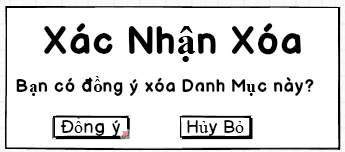 Xác Nhận Xóa
Bạn có đồng ý xóa Danh Mục này?
Đồng ý Hủy Bỏ